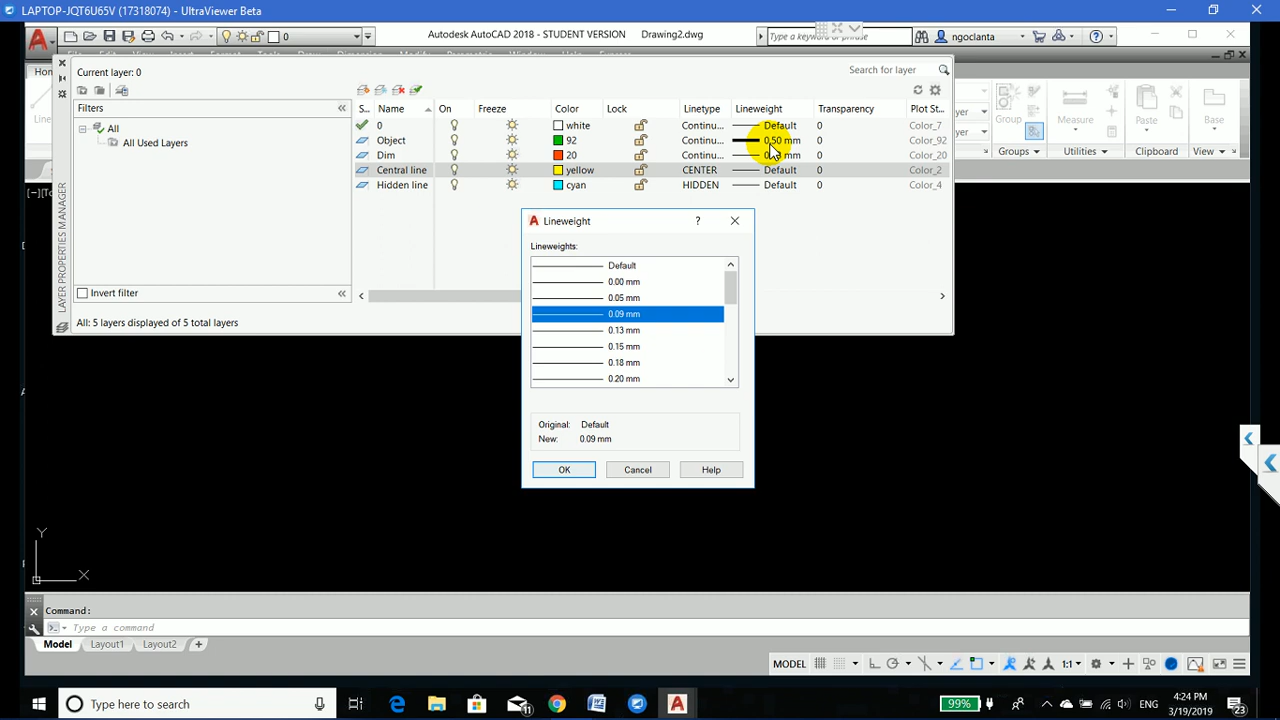 LAPTOP-JQT6U65V (17318074) - UltraViewer Beta
0
Autodesk AutoCAD 2018 - STUDENT VERSION Drawing2.dwg
Type a keyword or phrase
ngoclanta
Current layer: 0
Search for layer
Filters
S... Name On Freeze Color Lock Linetype Lineweight Transparency Plot St...
All
All Used Layers
0 white Continu... Default 0 Color_7
Object 92 Continu... 0.50 mm 0 Color_92
Dim 20 Continu... mm 0 Color_20
Central line yellow CENTER Default 0 Color_2
Hidden line cyan HIDDEN Default 0 Color_4
Invert filter
All: 5 layers displayed of 5 total layers
LAYER PROPERTIES MANAGER
Group
Measure
Paste
Base
Groups
Utilities
Clipboard
View
Lineweight
Lineweights:
Default
0.00 mm
0.05 mm
0.09 mm
0.13 mm
0.15 mm
0.18 mm
0.20 mm
Original: Default
New: 0.09 mm
OK Cancel Help
Y
X
Command:
Type a command
Model Layout1 Layout2
MODEL
1:1
Type here to search
11
99%
ENG
4:24 PM
3/19/2019
23